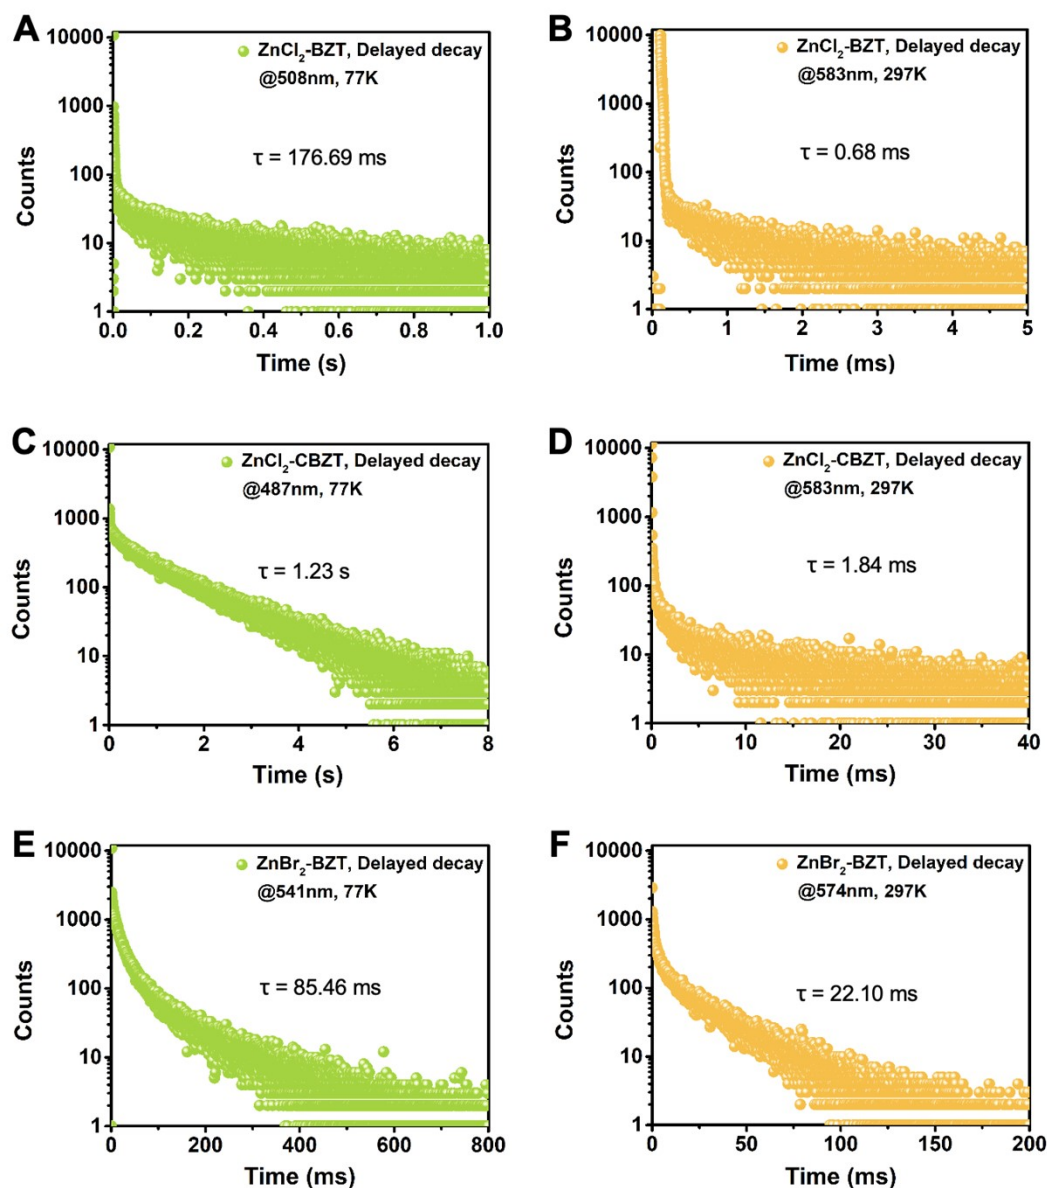 A
ZnCl₂-BZT, Delayed decay
@508nm, 77K
τ = 176.69 ms
Counts
10000
1000
100
10
1
0.0 0.2 0.4 0.6 0.8 1.0
Time (s)
B
ZnCl₂-BZT, Delayed decay
@583nm, 297K
τ = 0.68 ms
Counts
10000
1000
100
10
1
0 1 2 3 4 5
Time (ms)
C
ZnCl₂-CBZT, Delayed decay
@487nm, 77K
τ = 1.23 s
Counts
10000
1000
100
10
1
0 2 4 6 8
Time (s)
D
ZnCl₂-CBZT, Delayed decay
@583nm, 297K
τ = 1.84 ms
Counts
10000
1000
100
10
1
0 10 20 30 40
Time (ms)
E
ZnBr₂-BZT, Delayed decay
@541nm, 77K
τ = 85.46 ms
Counts
10000
1000
100
10
1
0 200 400 600 800
Time (ms)
F
ZnBr₂-BZT, Delayed decay
@574nm, 297K
τ = 22.10 ms
Counts
10000
1000
100
10
1
0 50 100 150 200
Time (ms)